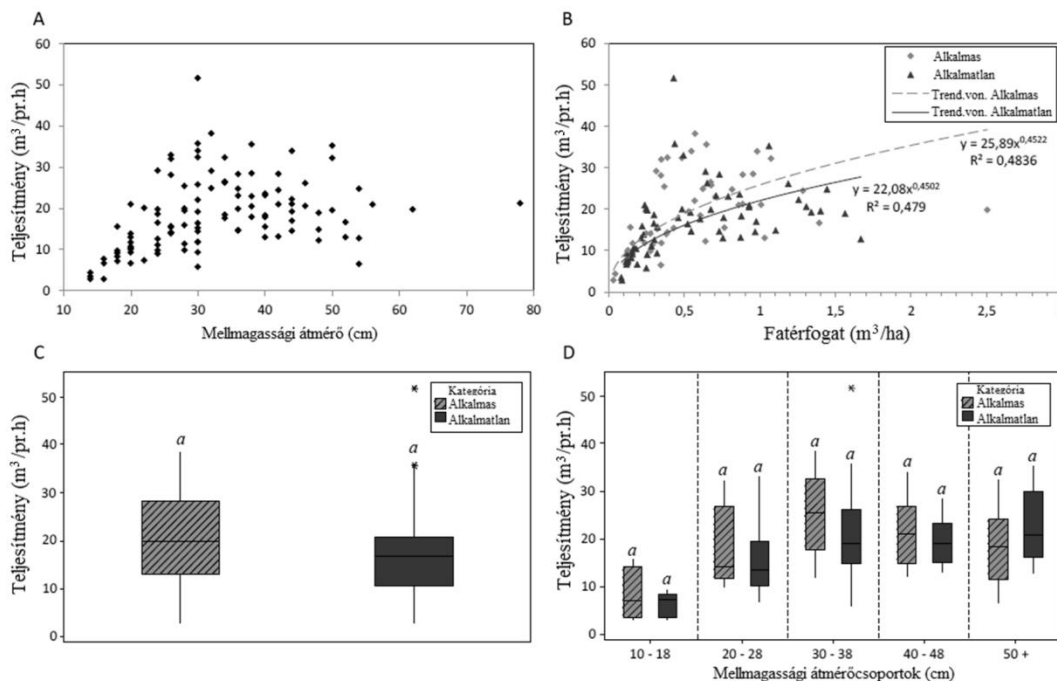 A
60
50
40
30
20
10
0
Teljesítmény (m³/pr.h)
10 20 30 40 50 60 70 80
Mellmagassági átmérő (cm)
B
60
50
40
30
20
10
0
Teljesítmény (m³/pr.h)
Alkalmas
Alkalmatlan
Trend.von. Alkalmas
Trend.von. Alkalmatlan
y = 25,89x^0,4522
R² = 0,4836
y = 22,08x^0,4502
R² = 0,479
0,5 1 1,5 2 2,5
Fatérfogat (m³/ha)
C
50
40
30
20
10
0
Teljesítmény (m³/pr.h)
Kategória
Alkalmas
Alkalmatlan
a
a
D
50
40
30
20
10
0
Teljesítmény (m³/pr.h)
Kategória
Alkalmas
Alkalmatlan
a a a a a a a a a a
10 - 18 20 - 28 30 - 38 40 - 48 50 +
Mellmagassági átmérőcsoportok (cm)